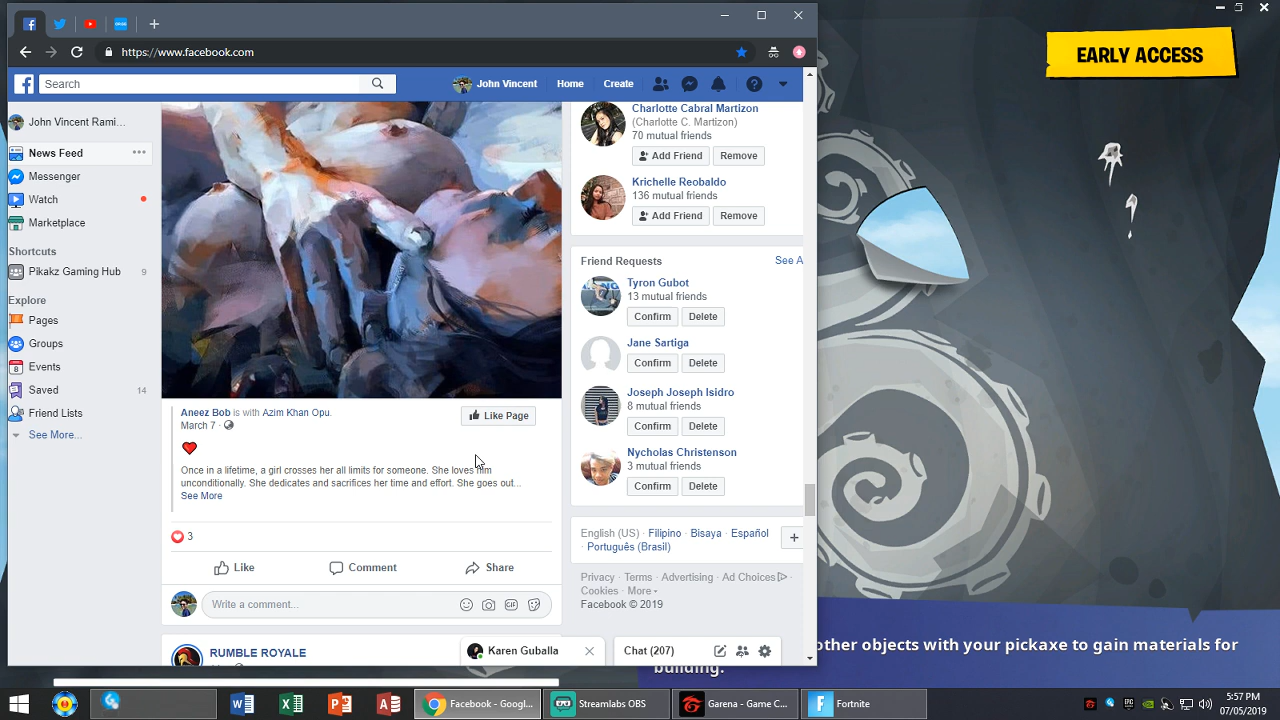 https://www.facebook.com
EARLY ACCESS
Search
John Vincent
Home
Create
John Vincent Rami...
News Feed
Messenger
Watch
Marketplace
Shortcuts
Pikakz Gaming Hub 9
Explore
Pages
Groups
Events
Saved 14
Friend Lists
See More...
Aneez Bob is with Azim Khan Opu.
March 7 ·
Like Page
Once in a lifetime, a girl crosses her all limits for someone. She loves him
unconditionally. She dedicates and sacrifices her time and effort. She goes out...
See More
3
Like Comment Share
Write a comment...
RUMBLE ROYALE
Charlotte Cabral Martizon
(Charlotte C. Martizon)
70 mutual friends
Add Friend Remove
Krichelle Reobaldo
136 mutual friends
Add Friend Remove
Friend Requests See A
Tyron Gubot
13 mutual friends
Confirm Delete
Jane Sartiga
Confirm Delete
Joseph Joseph Isidro
8 mutual friends
Confirm Delete
Nycholas Christenson
3 mutual friends
Confirm Delete
English (US) · Filipino · Bisaya · Español
· Português (Brasil)
Privacy · Terms · Advertising · Ad Choices ·
Cookies · More
Facebook © 2019
Karen Guballa
Chat (207)
other objects with your pickaxe to gain materials for
building.
Facebook - Googl...
Streamlabs OBS
Garena - Game C...
Fortnite
5:57 PM
07/05/2019